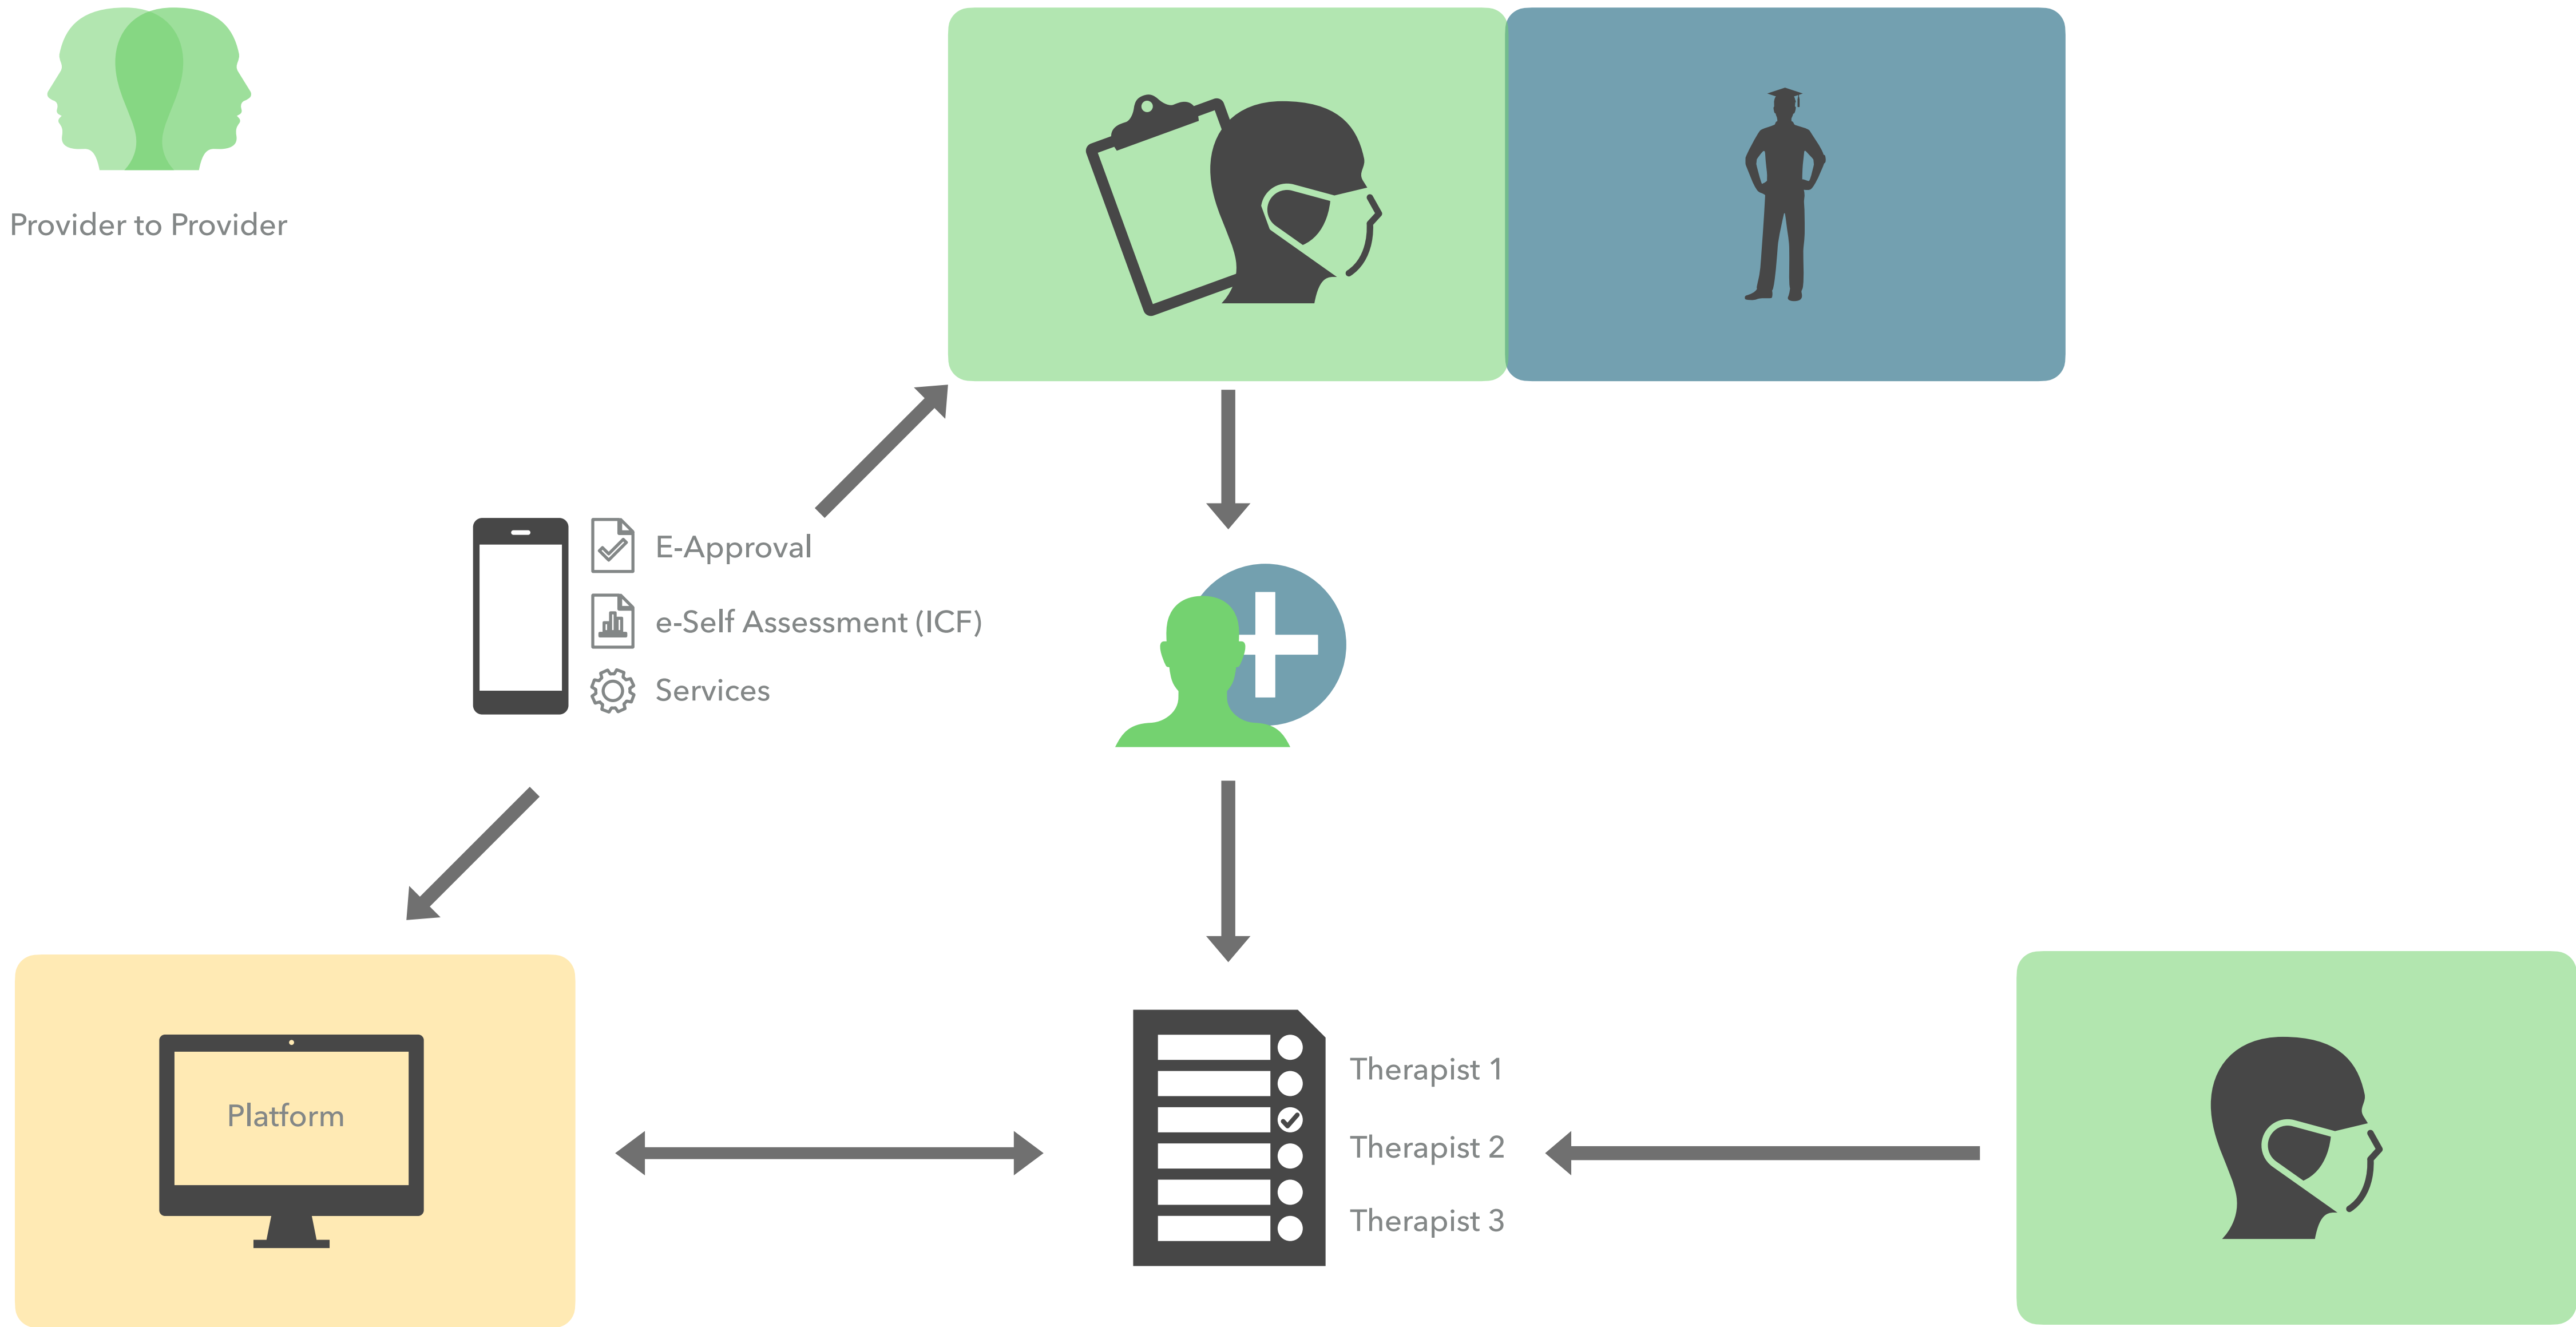 Provider to Provider
E-Approval
e-Self Assessment (ICF)
Services
Platform
Therapist 1
Therapist 2
Therapist 3